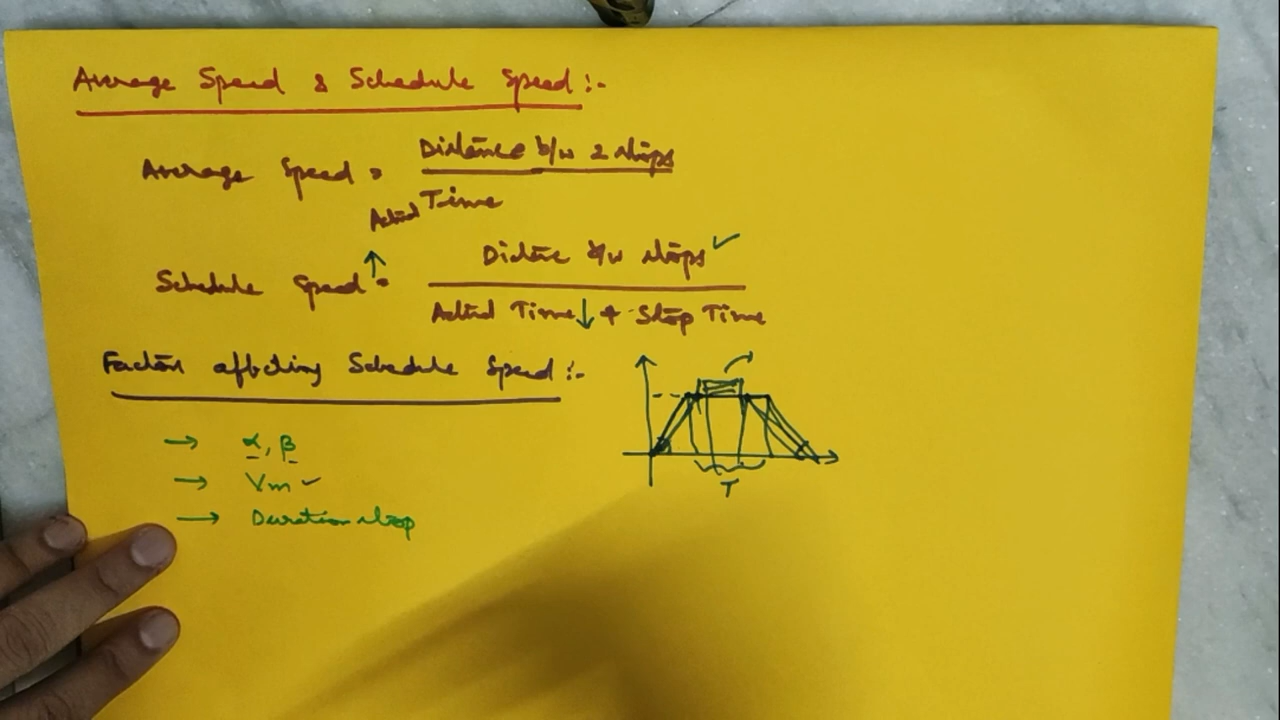 Average Speed & Schedule Speed:-
Average Speed = Distance b/w 2 stops
Actual Time
Schedule Speed = Distance b/w stops
Actual Time ↓ + Stop Time
Factors affecting Schedule Speed:-
→ α, β
→ Vm
→ Duration stop
T